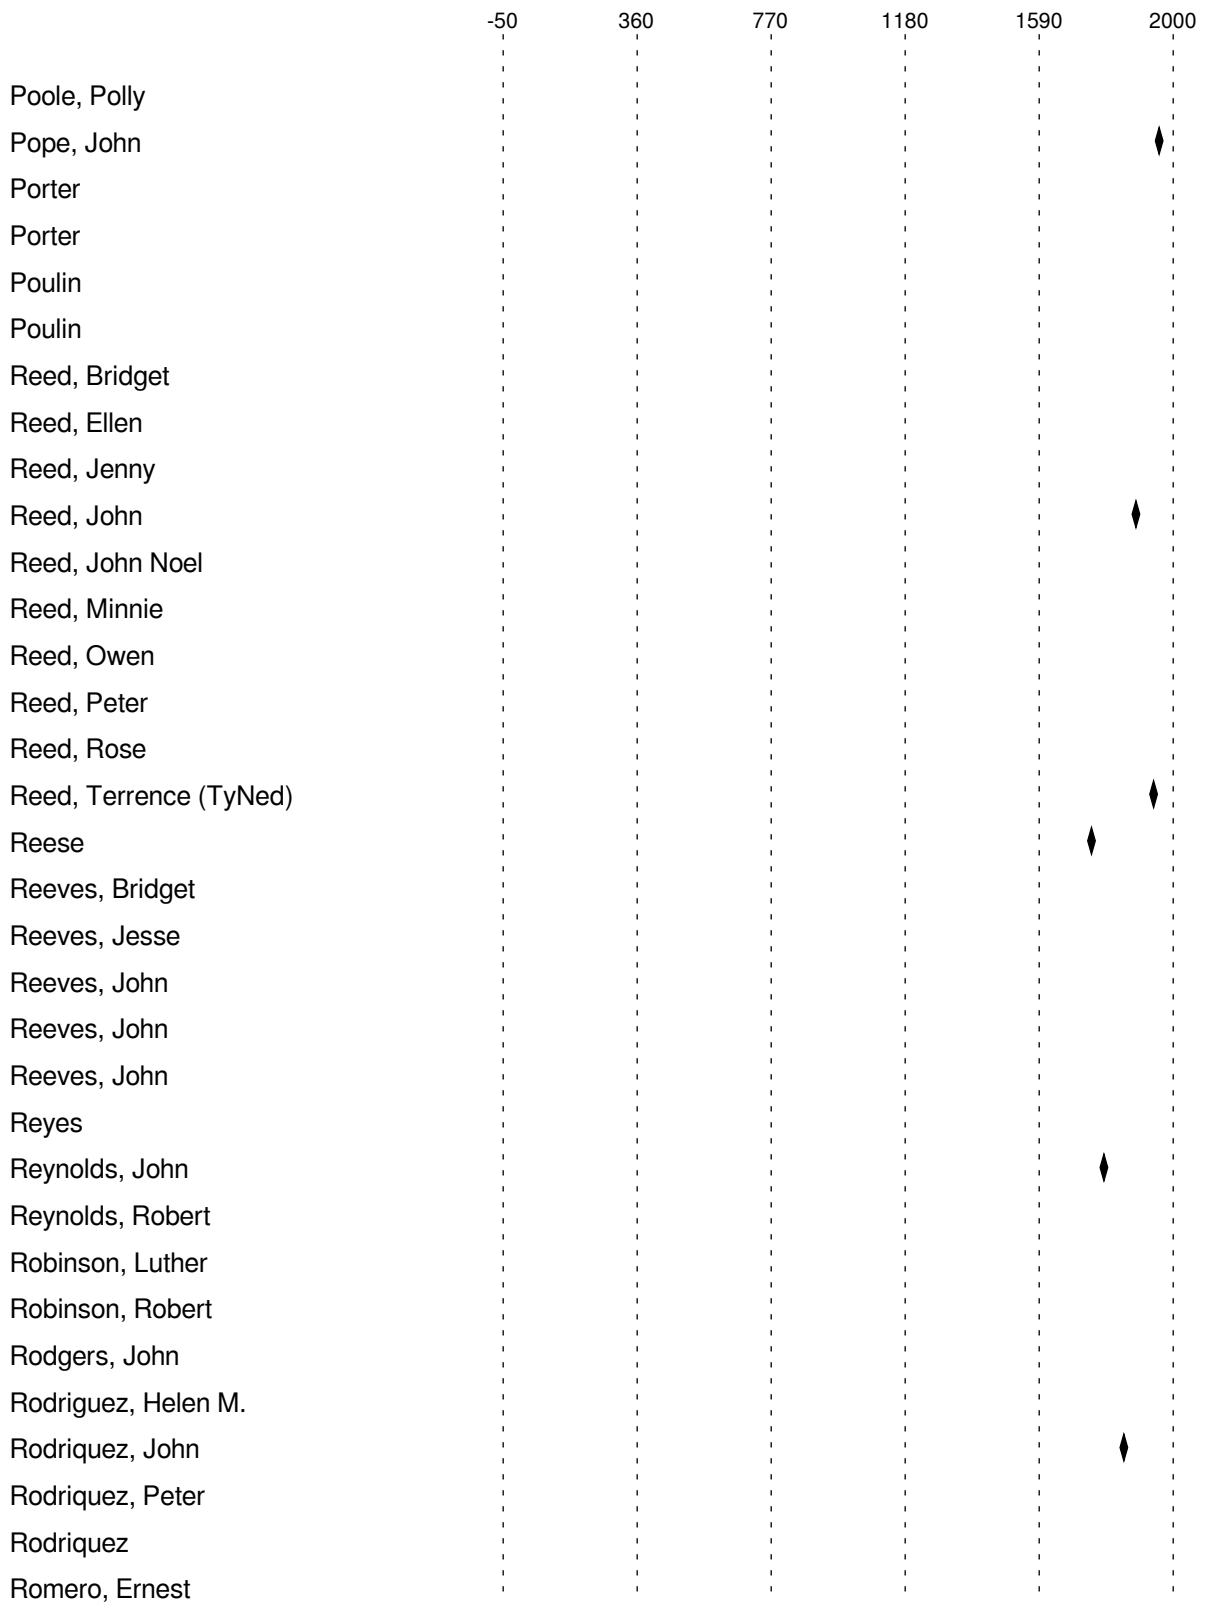 -50 360 770 1180 1590 2000
Poole, Polly
Pope, John
Porter
Porter
Poulin
Poulin
Reed, Bridget
Reed, Ellen
Reed, Jenny
Reed, John
Reed, John Noel
Reed, Minnie
Reed, Owen
Reed, Peter
Reed, Rose
Reed, Terrence (TyNed)
Reese
Reeves, Bridget
Reeves, Jesse
Reeves, John
Reeves, John
Reeves, John
Reyes
Reynolds, John
Reynolds, Robert
Robinson, Luther
Robinson, Robert
Rodgers, John
Rodriguez, Helen M.
Rodriquez, John
Rodriquez, Peter
Rodriquez
Romero, Ernest